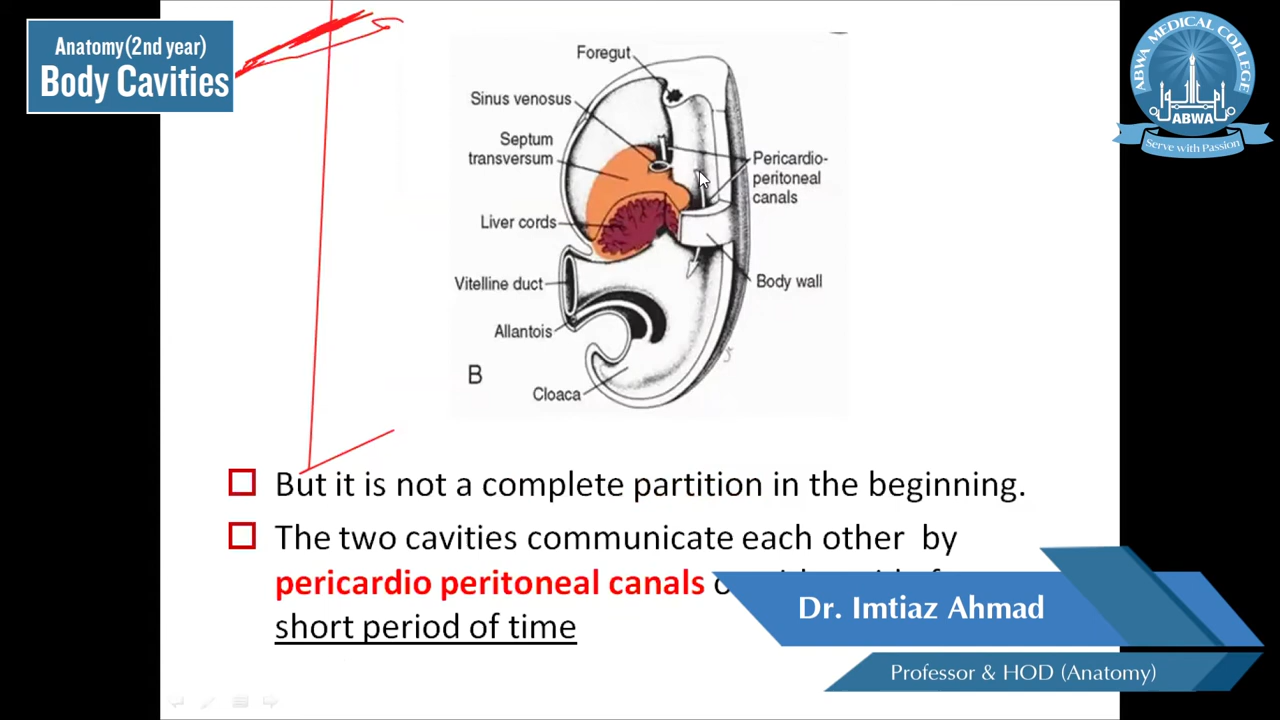 Anatomy(2nd year)
Body Cavities
ABWA MEDICAL COLLEGE
ABWA
Serve with Passion
Foregut
Sinus venosus
Septum
transversum
Pericardio-
peritoneal
canals
Liver cords
Vitelline duct
Body wall
Allantois
B
Cloaca
But it is not a complete partition in the beginning.
The two cavities communicate each other by
pericardio peritoneal canals
short period of time
Dr. Imtiaz Ahmad
Professor & HOD (Anatomy)